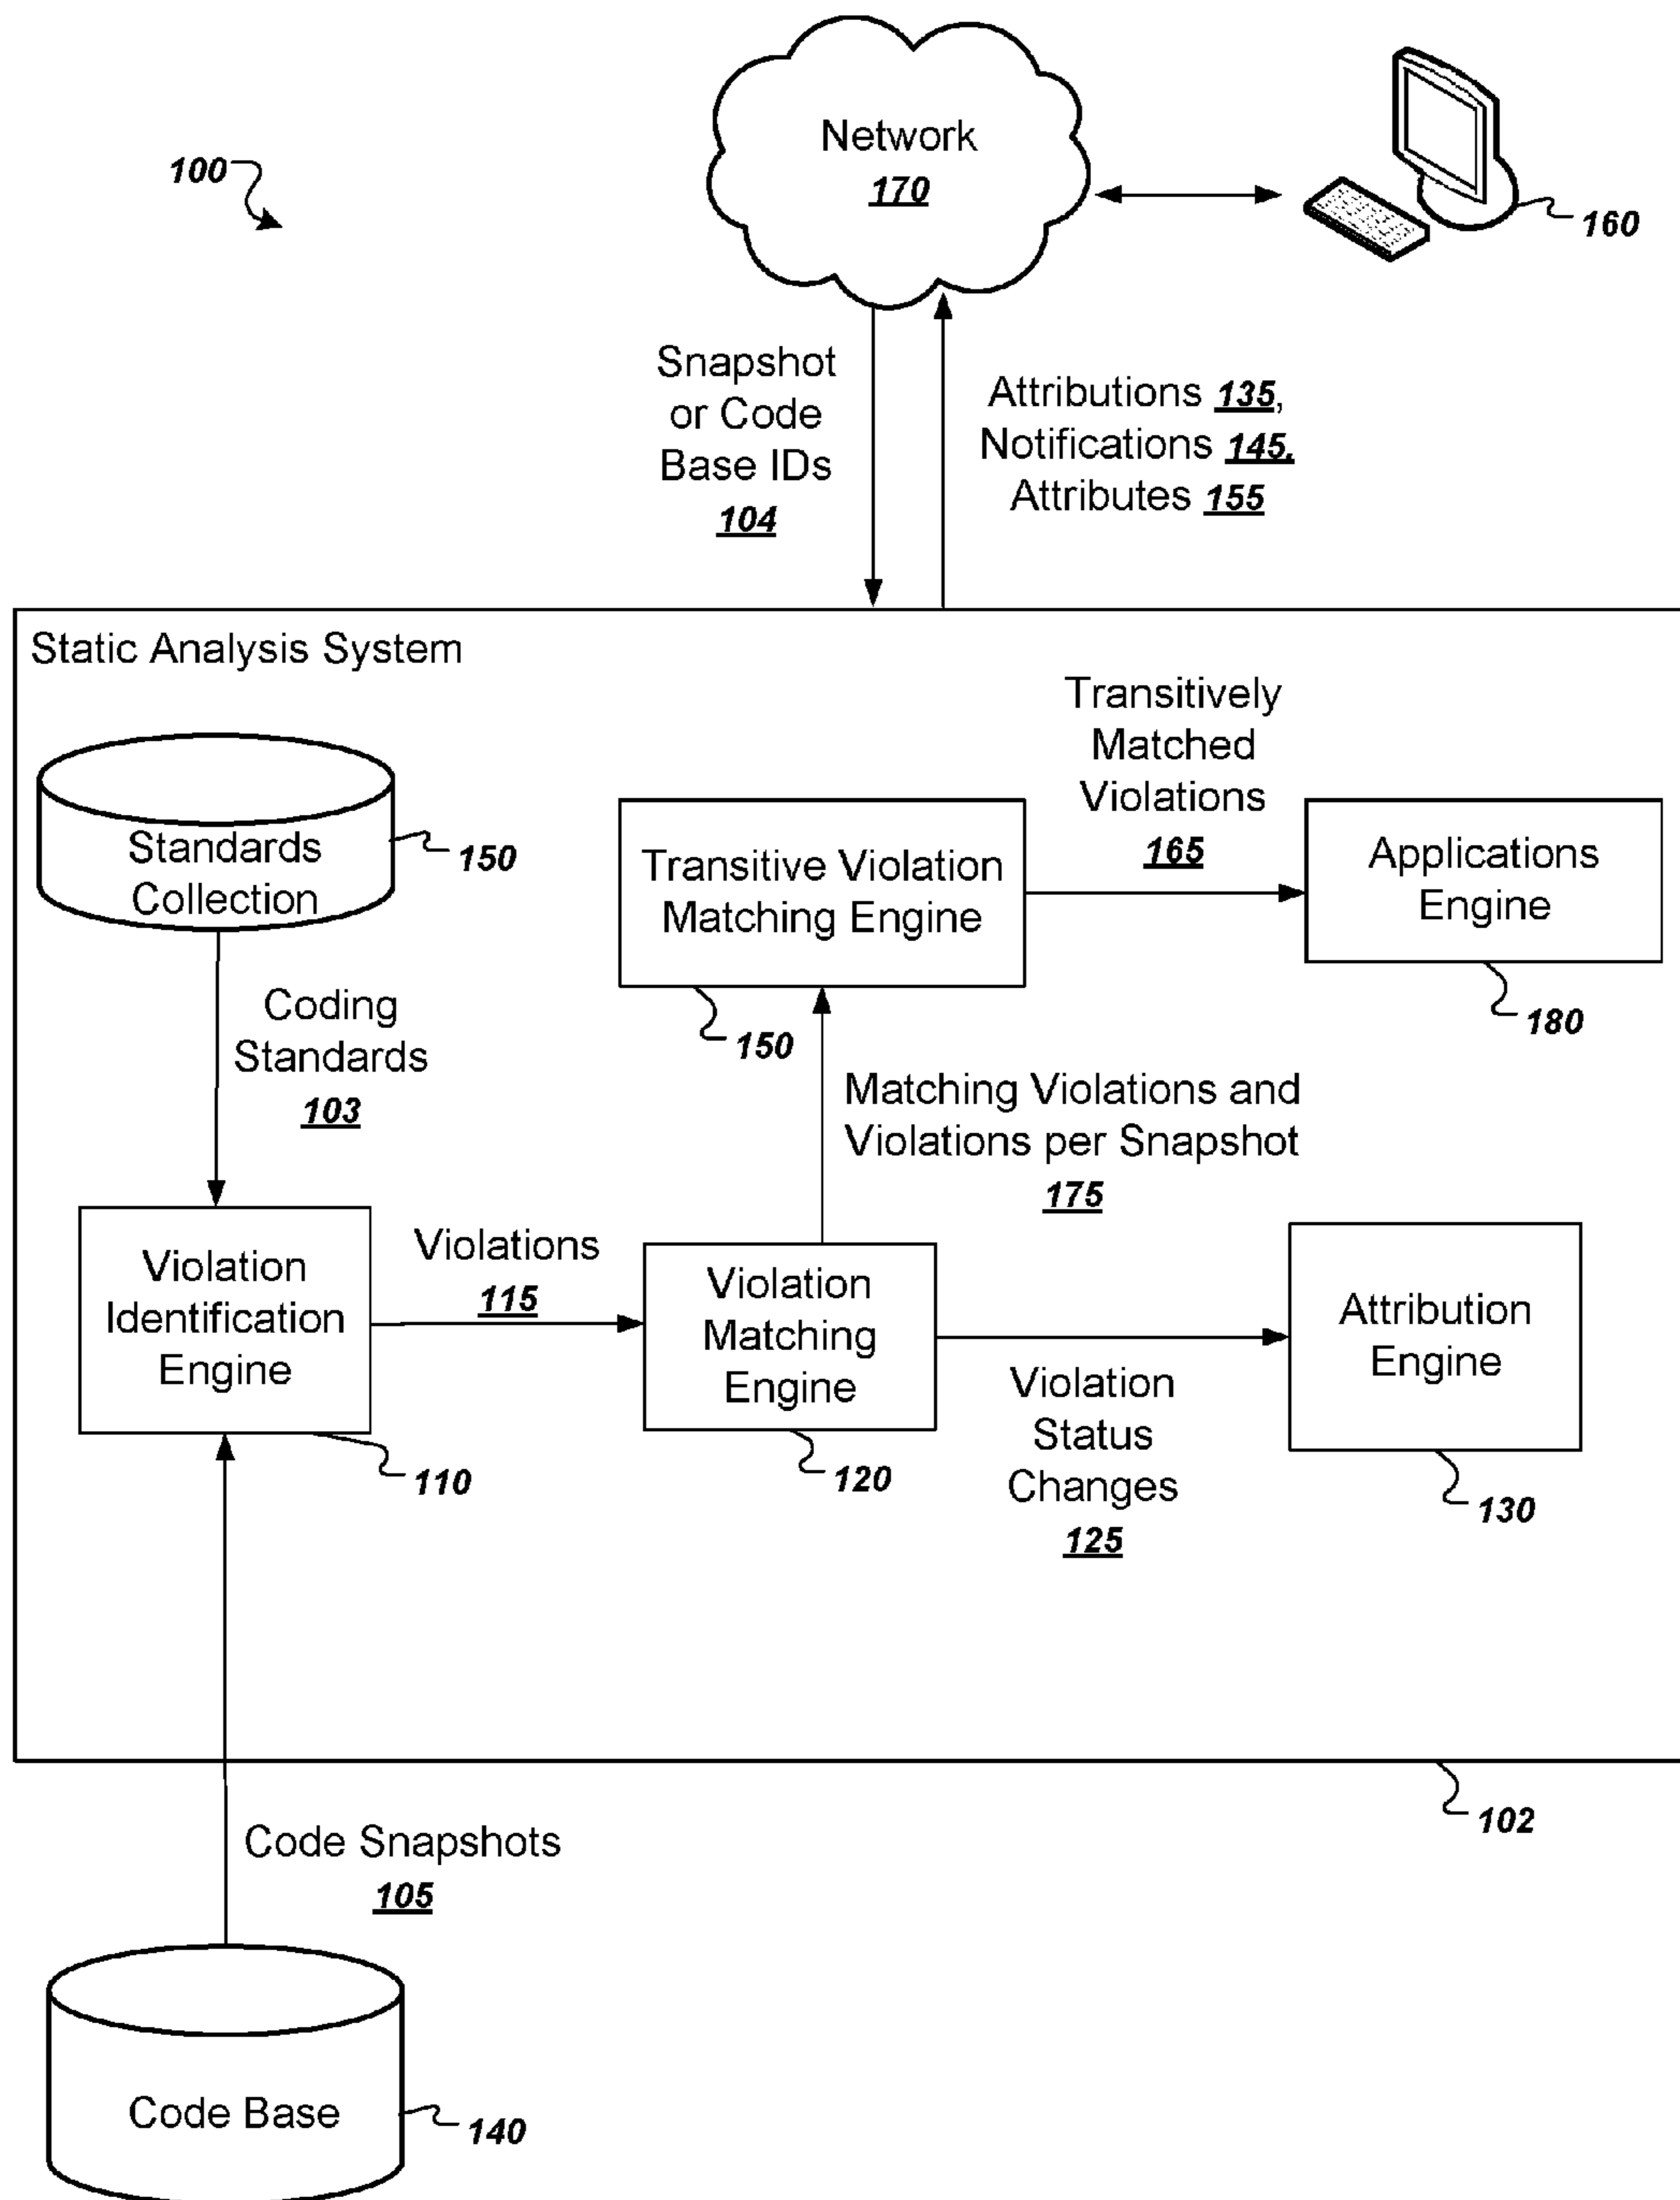 Network
170
100
160
Snapshot
or Code
Base IDs
104
Attributions 135,
Notifications 145,
Attributes 155
Static Analysis System
Transitively
Matched
Violations
165
Standards
Collection
150
Transitive Violation
Matching Engine
150
Applications
Engine
180
Coding
Standards
103
Matching Violations and
Violations per Snapshot
175
Violation
Identification
Engine
110
Violations
115
Violation
Matching
Engine
120
Violation
Status
Changes
125
Attribution
Engine
130
102
Code Snapshots
105
Code Base
140